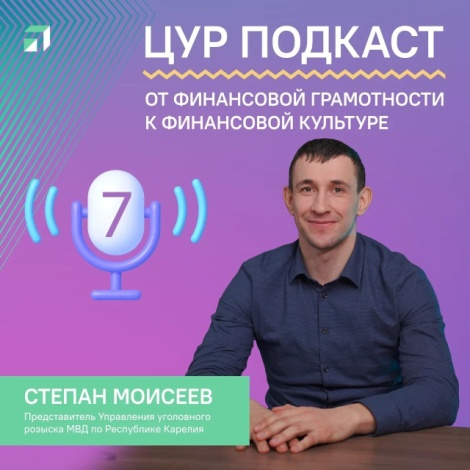 ЦУР ПОДКАСТ
ОТ ФИНАНСОВОЙ ГРАМОТНОСТИ
К ФИНАНСОВОЙ КУЛЬТУРЕ
7
СТЕПАН МОИСЕЕВ
Представитель Управления уголовного
розыска МВД по Республике Карелия